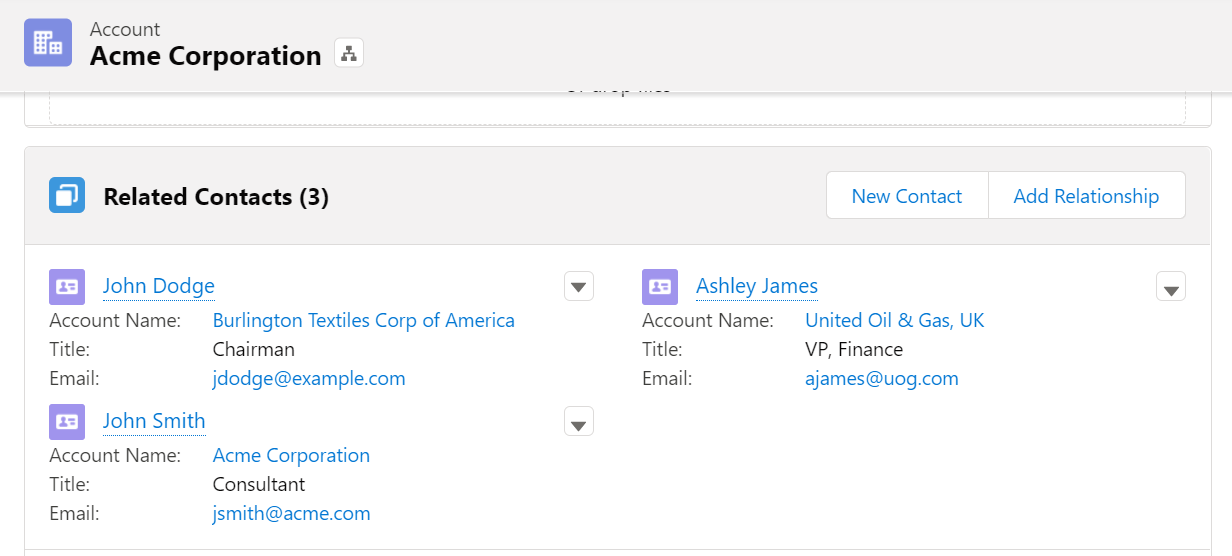 Account
Acme Corporation
Related Contacts (3)
New Contact
Add Relationship
John Dodge
Account Name: Burlington Textiles Corp of America
Title: Chairman
Email: jdodge@example.com
Ashley James
Account Name: United Oil & Gas, UK
Title: VP, Finance
Email: ajames@uog.com
John Smith
Account Name: Acme Corporation
Title: Consultant
Email: jsmith@acme.com